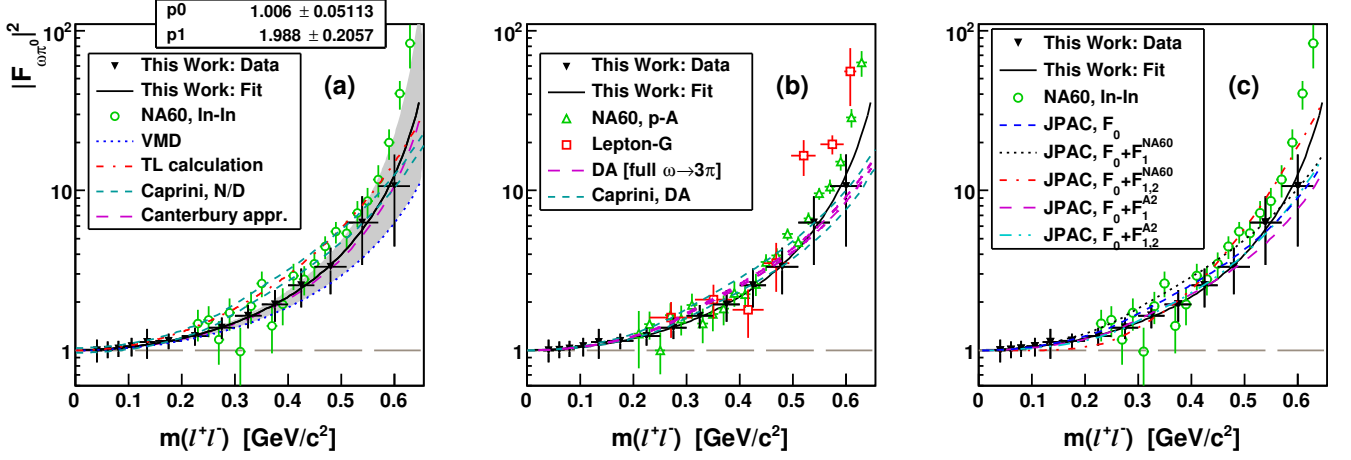 p0 1.006 ± 0.05113
p1 1.988 ± 0.2057
|F_{ωπ⁰}|²
10²
10
1
This Work: Data
This Work: Fit
NA60, In-In
VMD
TL calculation
Caprini, N/D
Canterbury appr.
(a)
0 0.1 0.2 0.3 0.4 0.5 0.6
m(l⁺l⁻) [GeV/c²]
10²
10
1
This Work: Data
This Work: Fit
NA60, p-A
Lepton-G
DA [full ω→3π]
Caprini, DA
(b)
0 0.1 0.2 0.3 0.4 0.5 0.6
m(l⁺l⁻) [GeV/c²]
10²
10
1
This Work: Data
This Work: Fit
NA60, In-In
JPAC, F₀
JPAC, F₀+F₁^{NA60}
JPAC, F₀+F_{1,2}^{NA60}
JPAC, F₀+F₁^{A2}
JPAC, F₀+F_{1,2}^{A2}
(c)
0 0.1 0.2 0.3 0.4 0.5 0.6
m(l⁺l⁻) [GeV/c²]